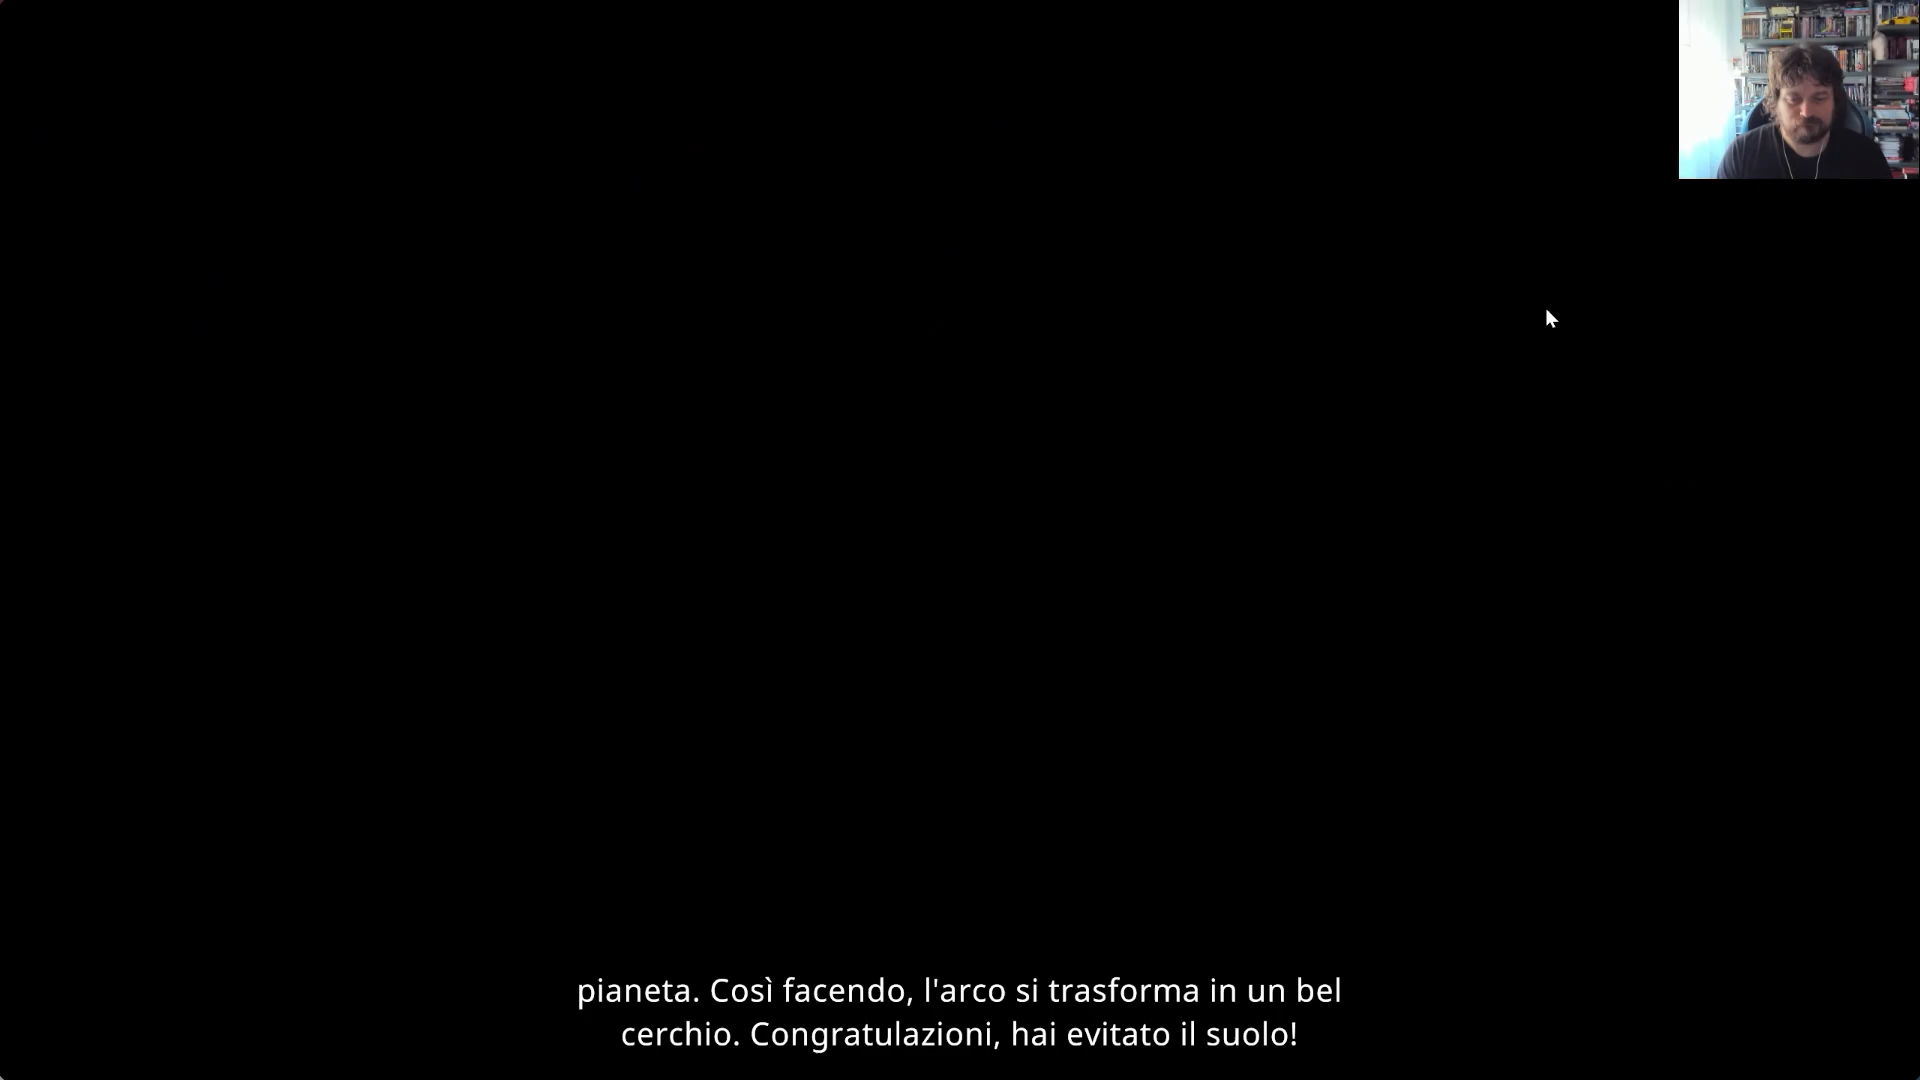 pianeta. Così facendo, l'arco si trasforma in un bel
cerchio. Congratulazioni, hai evitato il suolo!